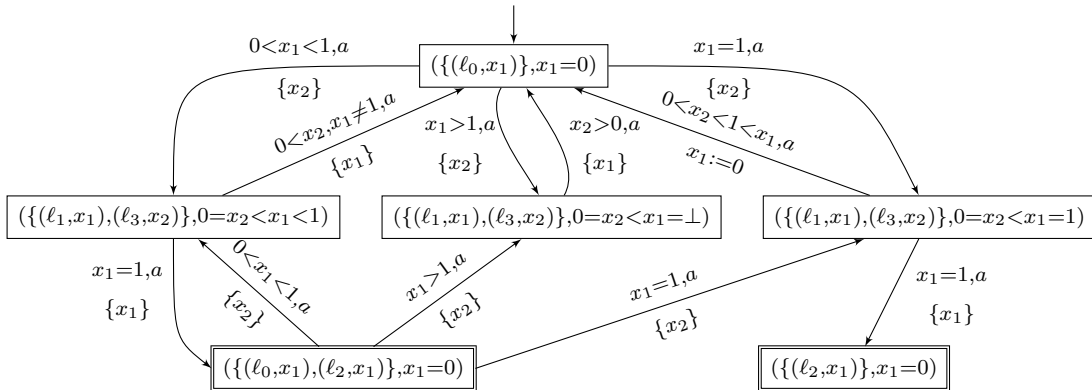 0<x₁<1,a
x₁=1,a
({(ℓ₀,x₁)},x₁=0)
{x₂}
{x₂}
0<x₂,x₁≠1,a
{x₁}
x₁>1,a
{x₂}
x₂>0,a
{x₁}
0<x₂<1<x₁,a
x₁:=0
({(ℓ₁,x₁),(ℓ₃,x₂)},0=x₂<x₁<1)
({(ℓ₁,x₁),(ℓ₃,x₂)},0=x₂<x₁=⊥)
({(ℓ₁,x₁),(ℓ₃,x₂)},0=x₂<x₁=1)
x₁=1,a
{x₁}
0<x₁<1,a
{x₂}
x₁>1,a
{x₂}
x₁=1,a
{x₂}
x₁=1,a
{x₁}
({(ℓ₀,x₁),(ℓ₂,x₁)},x₁=0)
({(ℓ₂,x₁)},x₁=0)